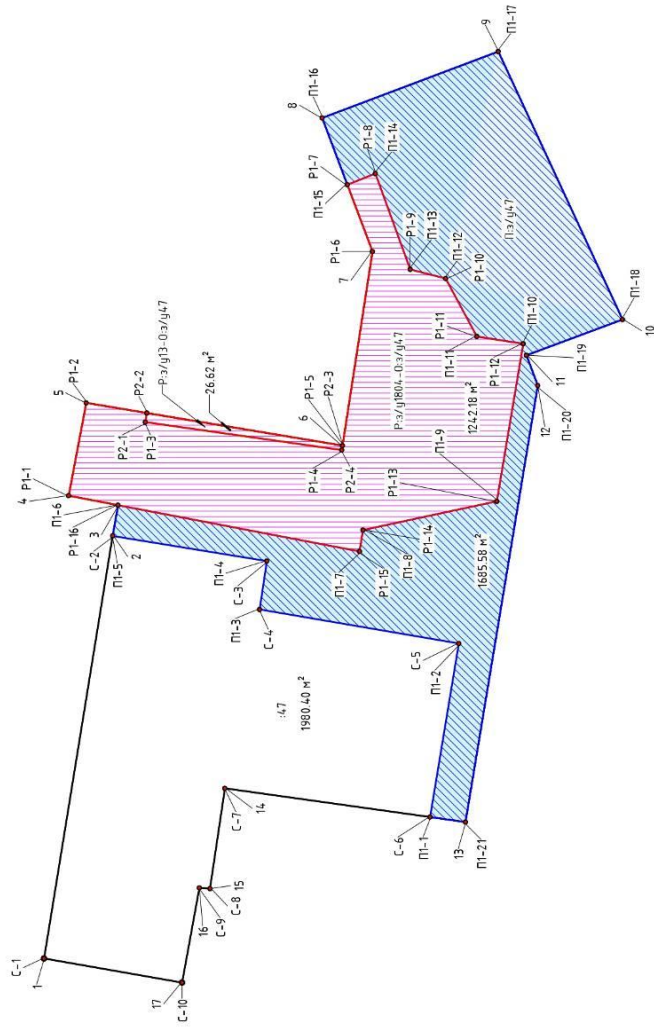 С-1
1
17
С-10
16
С-9
С-8
15
С-7
14
:47
1980.40 м²
С-6
П1-1
13
П1-21
С-5
П1-2
П1-3
С-4
П1-4
С-3
С-2
П1-5
2
3
Р1-16
П1-6
4
Р1-1
5
Р1-2
Р2-2
Р2-1
Р1-3
Р:з/у13-О:з/у47
26.62 м²
6
Р1-5
Р2-3
Р1-4
Р2-4
П1-7
Р1-15
П1-8
Р1-14
Р1-13
П1-9
1685.58 м²
Р:з/у1804-О:з/у47
1242.18 м²
7
Р1-6
Р1-7
П1-15
8
П1-16
Р1-8
П1-14
Р1-9
П1-13
П1-12
Р1-10
Р1-11
П1-11
П1-10
Р1-12
11
П1-19
12
П1-20
10
П1-18
9
П1-17
П:з/у47